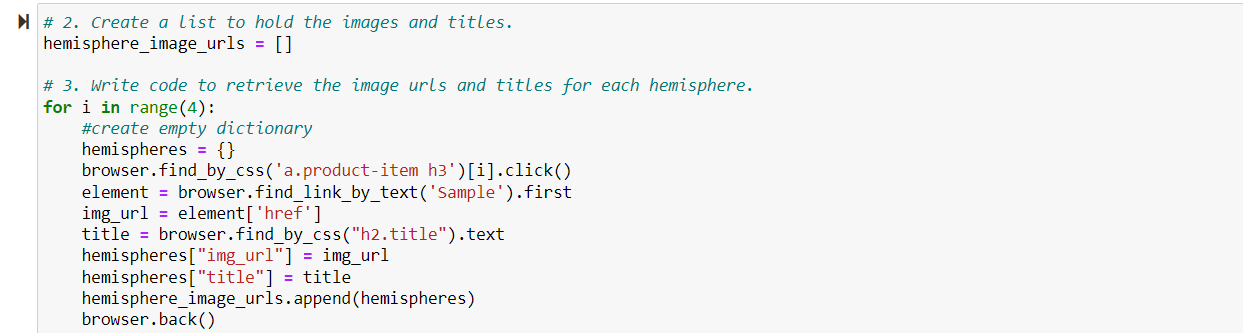 # 2. Create a list to hold the images and titles.
hemisphere_image_urls = []

# 3. Write code to retrieve the image urls and titles for each hemisphere.
for i in range(4):
    #create empty dictionary
    hemispheres = {}
    browser.find_by_css('a.product-item h3')[i].click()
    element = browser.find_link_by_text('Sample').first
    img_url = element['href']
    title = browser.find_by_css("h2.title").text
    hemispheres["img_url"] = img_url
    hemispheres["title"] = title
    hemisphere_image_urls.append(hemispheres)
    browser.back()